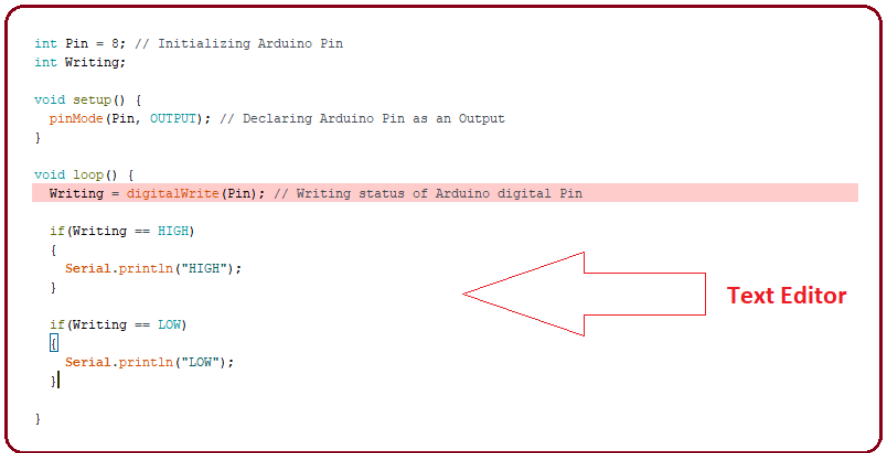 int Pin = 8; // Initializing Arduino Pin
int Writing;
void setup() {
pinMode(Pin, OUTPUT); // Declaring Arduino Pin as an Output
}
void loop() {
Writing = digitalWrite(Pin); // Writing status of Arduino digital Pin
if(Writing == HIGH)
{
Serial.println("HIGH");
}
if(Writing == LOW)
{
Serial.println("LOW");
}
}
Text Editor